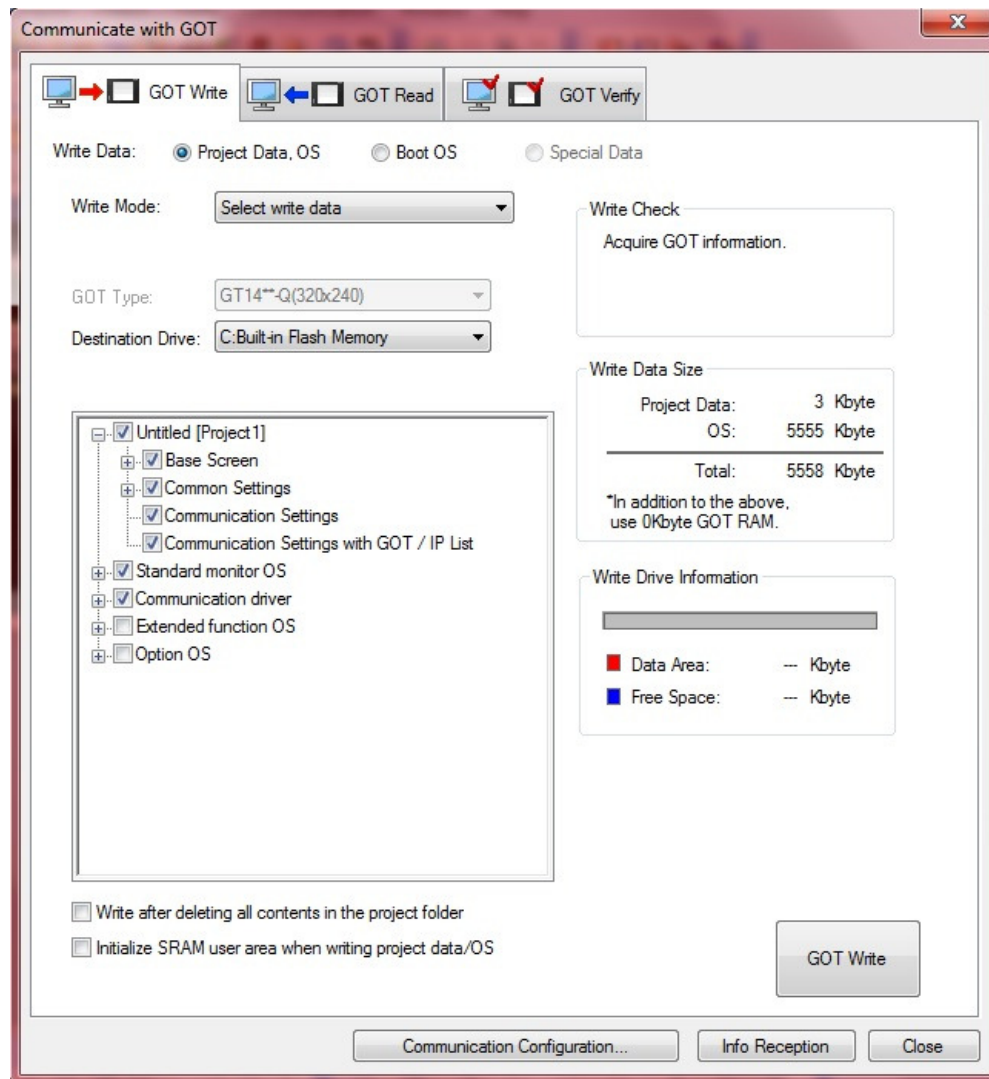 Communicate with GOT
GOT Write
GOT Read
GOT Verify
Write Data:
Project Data, OS
Boot OS
Special Data
Write Mode:
Select write data
GOT Type:
GT14**-Q(320x240)
Destination Drive:
C:Built-in Flash Memory
Untitled [Project1]
Base Screen
Common Settings
Communication Settings
Communication Settings with GOT / IP List
Standard monitor OS
Communication driver
Extended function OS
Option OS
Write after deleting all contents in the project folder
Initialize SRAM user area when writing project data/OS
Write Check
Acquire GOT information.
Write Data Size
Project Data: 3 Kbyte
OS: 5555 Kbyte
Total: 5558 Kbyte
*In addition to the above,
use 0Kbyte GOT RAM.
Write Drive Information
Data Area: --- Kbyte
Free Space: --- Kbyte
GOT Write
Communication Configuration...
Info Reception
Close